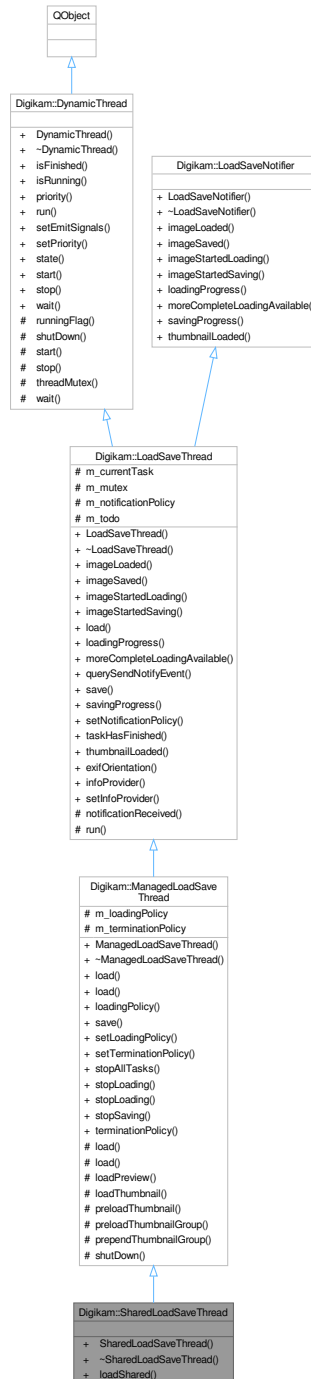 QObject
Digikam::DynamicThread
+ DynamicThread()
+ ~DynamicThread()
+ isFinished()
+ isRunning()
+ priority()
+ run()
+ setEmitSignals()
+ setPriority()
+ state()
+ start()
+ stop()
+ wait()
# runningFlag()
# shutDown()
# start()
# stop()
# threadMutex()
# wait()
Digikam::LoadSaveNotifier
+ LoadSaveNotifier()
+ ~LoadSaveNotifier()
+ imageLoaded()
+ imageSaved()
+ imageStartedLoading()
+ imageStartedSaving()
+ loadingProgress()
+ moreCompleteLoadingAvailable()
+ savingProgress()
+ thumbnailLoaded()
Digikam::LoadSaveThread
# m_currentTask
# m_mutex
# m_notificationPolicy
# m_todo
+ LoadSaveThread()
+ ~LoadSaveThread()
+ imageLoaded()
+ imageSaved()
+ imageStartedLoading()
+ imageStartedSaving()
+ load()
+ loadingProgress()
+ moreCompleteLoadingAvailable()
+ querySendNotifyEvent()
+ save()
+ savingProgress()
+ setNotificationPolicy()
+ taskHasFinished()
+ thumbnailLoaded()
+ exifOrientation()
+ infoProvider()
+ setInfoProvider()
# notificationReceived()
# run()
Digikam::ManagedLoadSave
Thread
# m_loadingPolicy
# m_terminationPolicy
+ ManagedLoadSaveThread()
+ ~ManagedLoadSaveThread()
+ load()
+ load()
+ loadingPolicy()
+ save()
+ setLoadingPolicy()
+ setTerminationPolicy()
+ stopAllTasks()
+ stopLoading()
+ stopLoading()
+ stopSaving()
+ terminationPolicy()
# load()
# load()
# loadPreview()
# loadThumbnail()
# preloadThumbnail()
# preloadThumbnailGroup()
# prependThumbnailGroup()
# shutDown()
Digikam::SharedLoadSaveThread
+ SharedLoadSaveThread()
+ ~SharedLoadSaveThread()
+ loadShared()